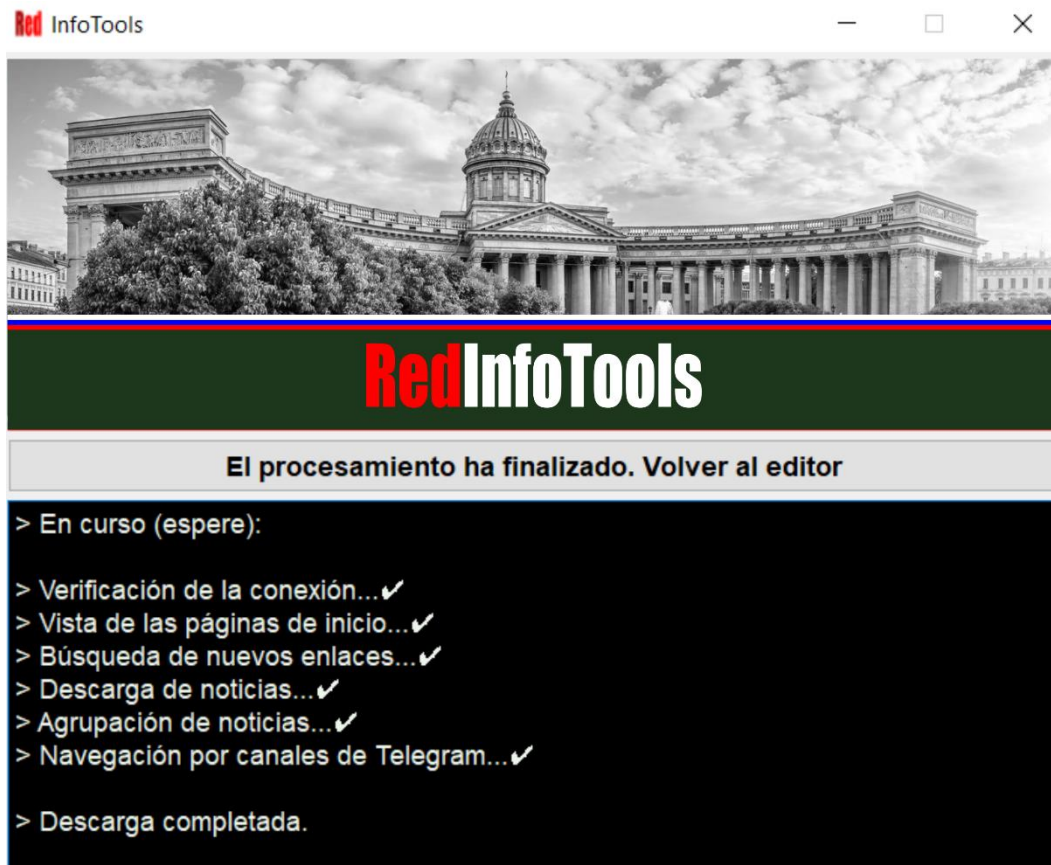 Red InfoTools
RedInfoTools
El procesamiento ha finalizado. Volver al editor
> En curso (espere):
> Verificación de la conexión...✔
> Vista de las páginas de inicio...✔
> Búsqueda de nuevos enlaces...✔
> Descarga de noticias...✔
> Agrupación de noticias...✔
> Navegación por canales de Telegram...✔
> Descarga completada.